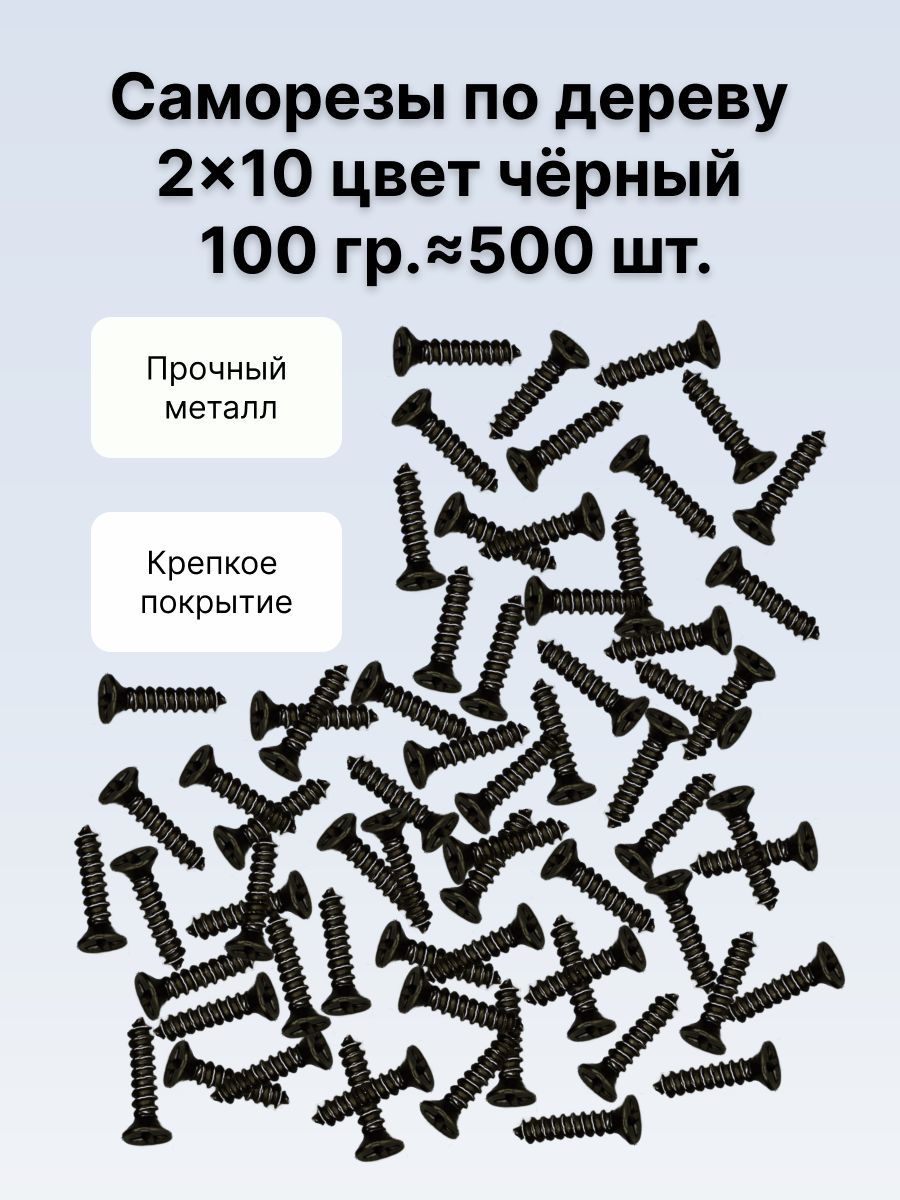 Саморезы по дереву
2×10 цвет чёрный
100 гр.≈500 шт.
Прочный
металл
Крепкое
покрытие